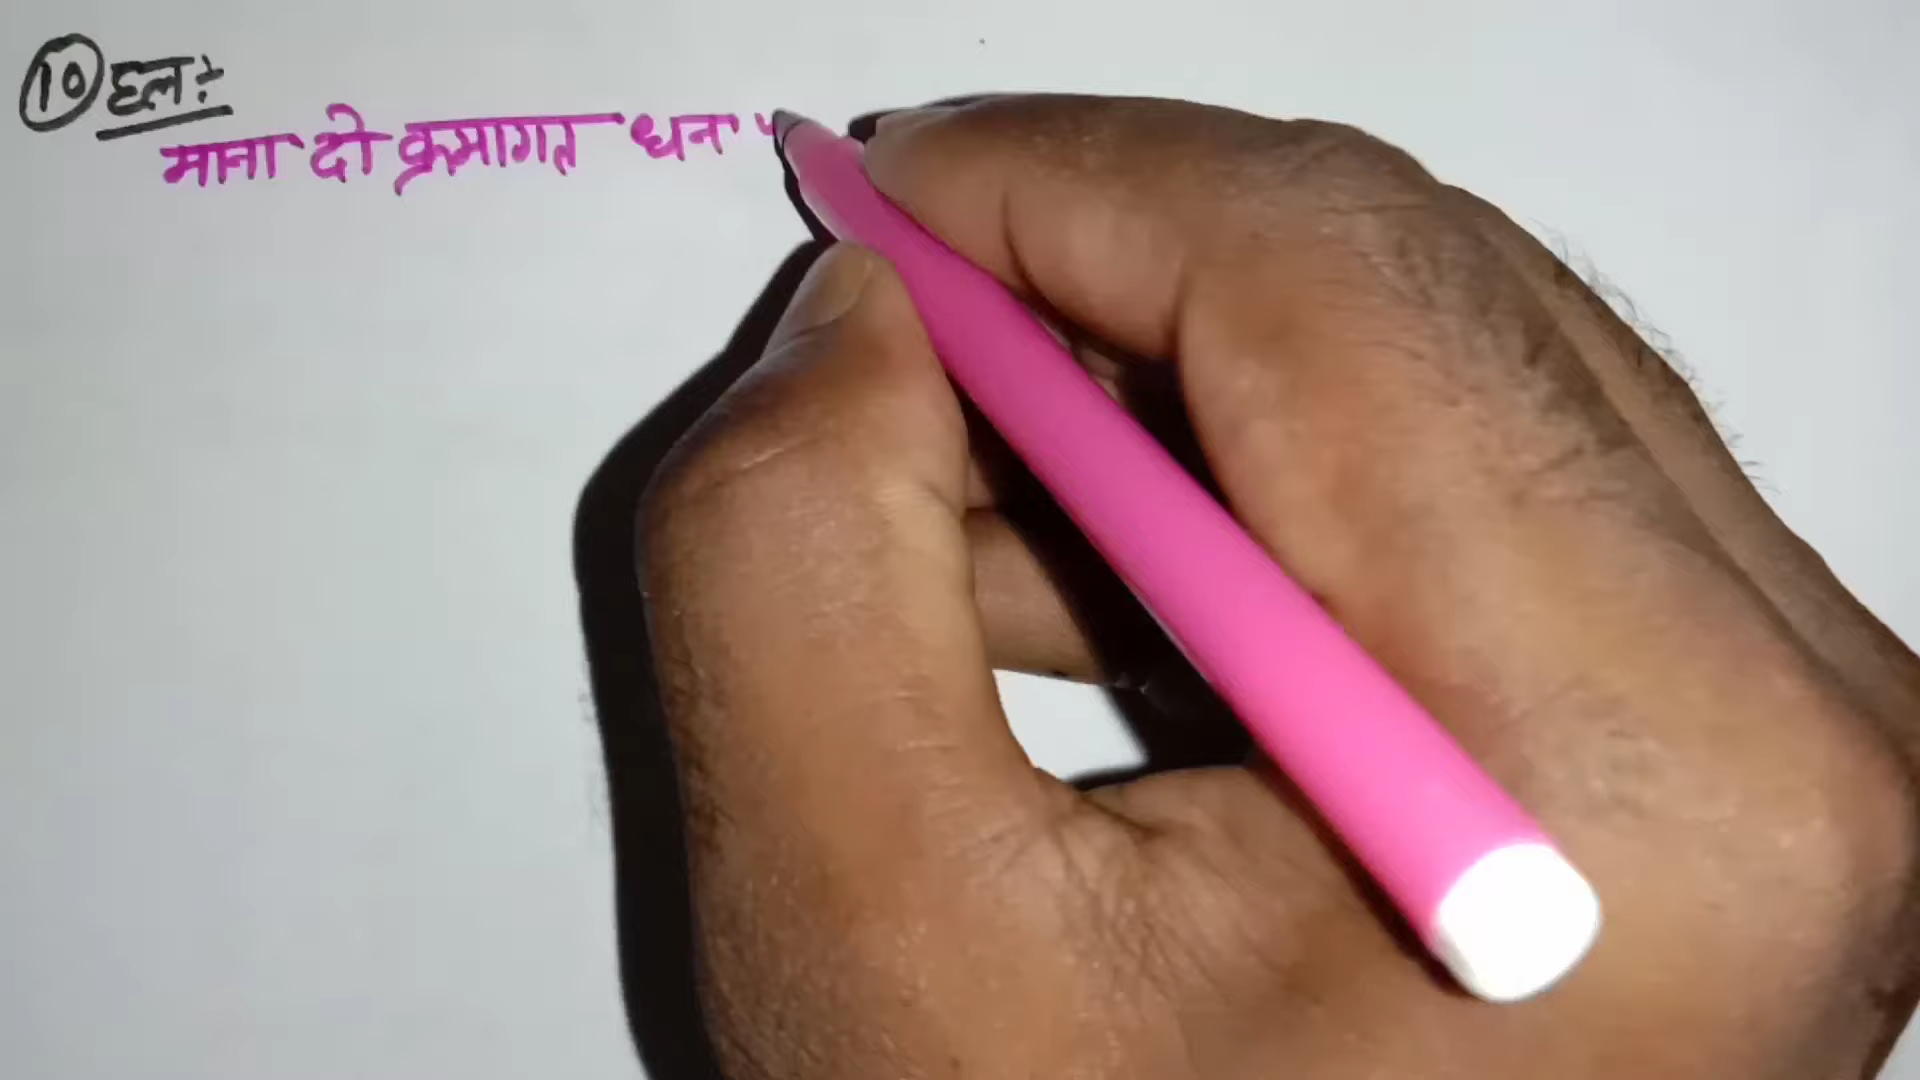 10 हल :-
माना दो क्रमागत धन